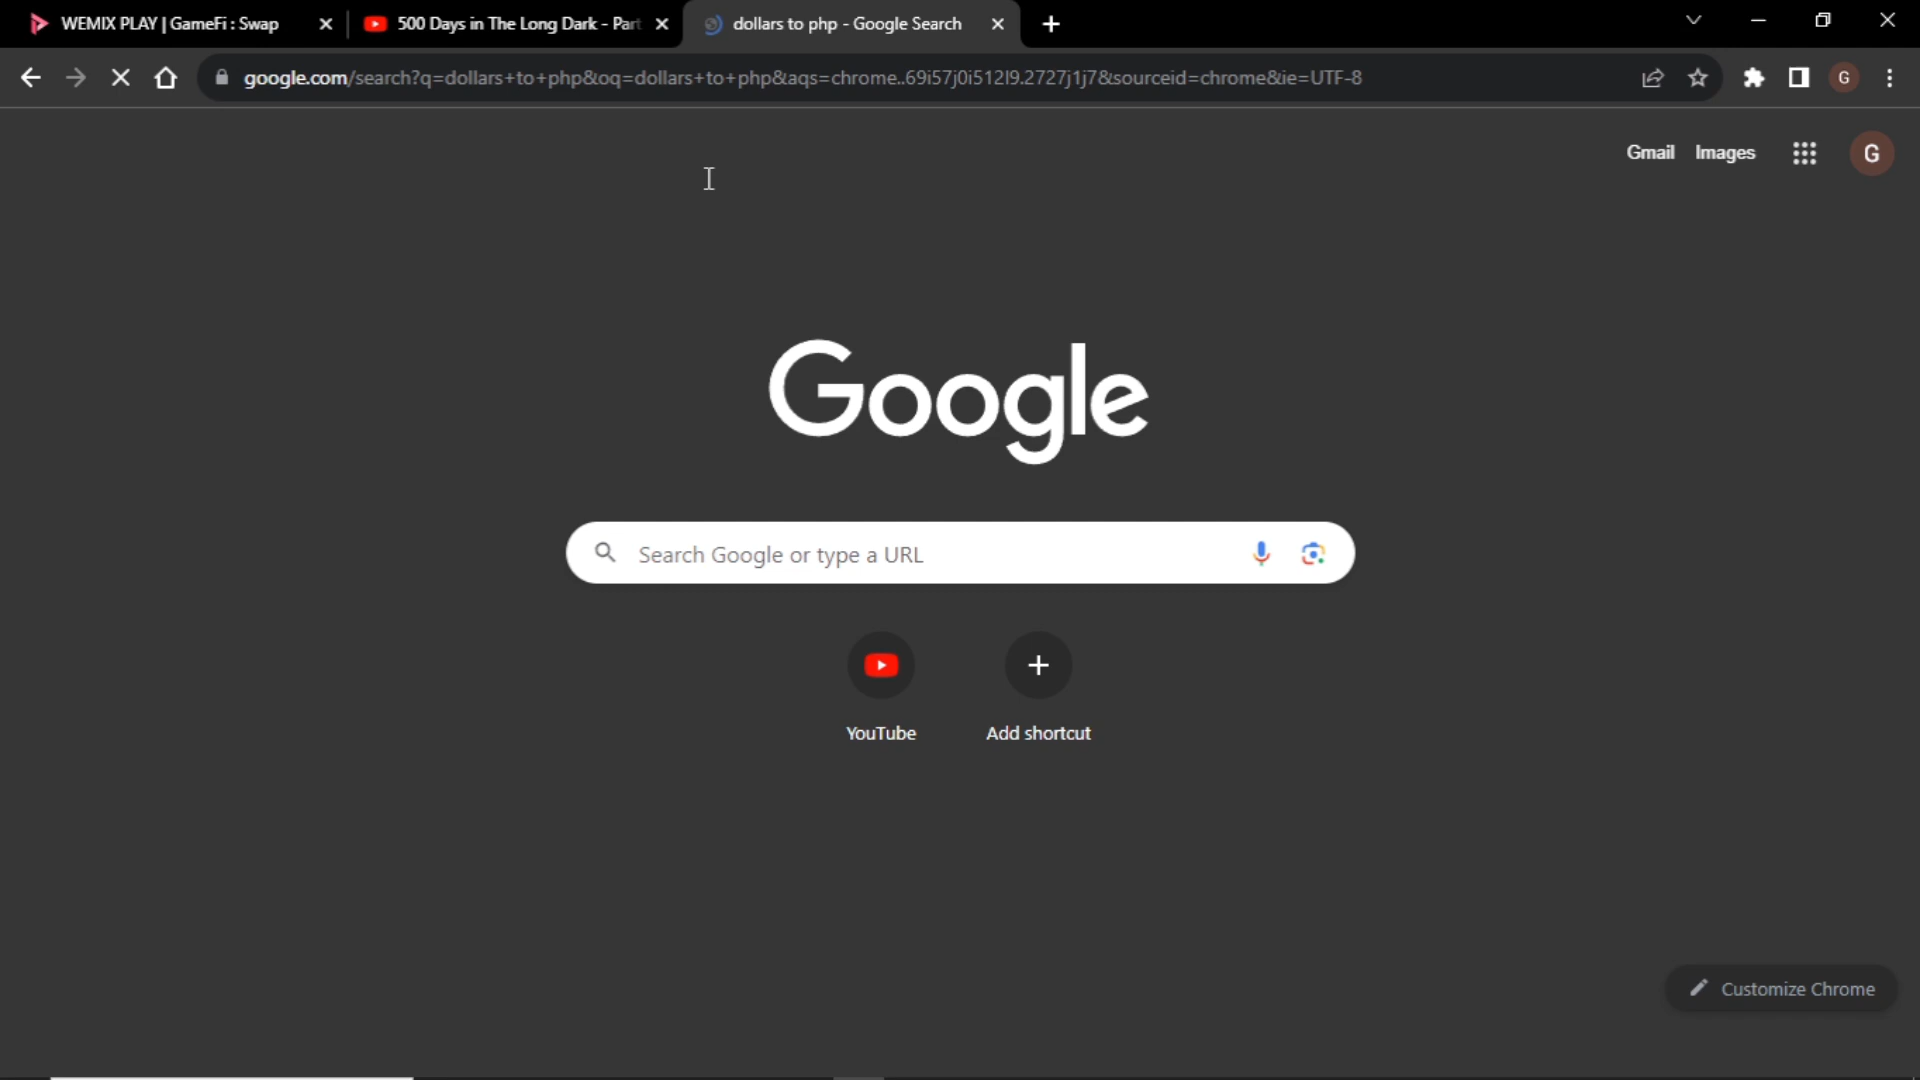 WEMIX PLAY | GameFi : Swap
500 Days in The Long Dark - Part
dollars to php - Google Search
google.com/search?q=dollars+to+php&oq=dollars+to+php&aqs=chrome..69i57j0i512l9.2727j1j7&sourceid=chrome&ie=UTF-8
G
Gmail Images
G
Google
Search Google or type a URL
YouTube Add shortcut
Customize Chrome